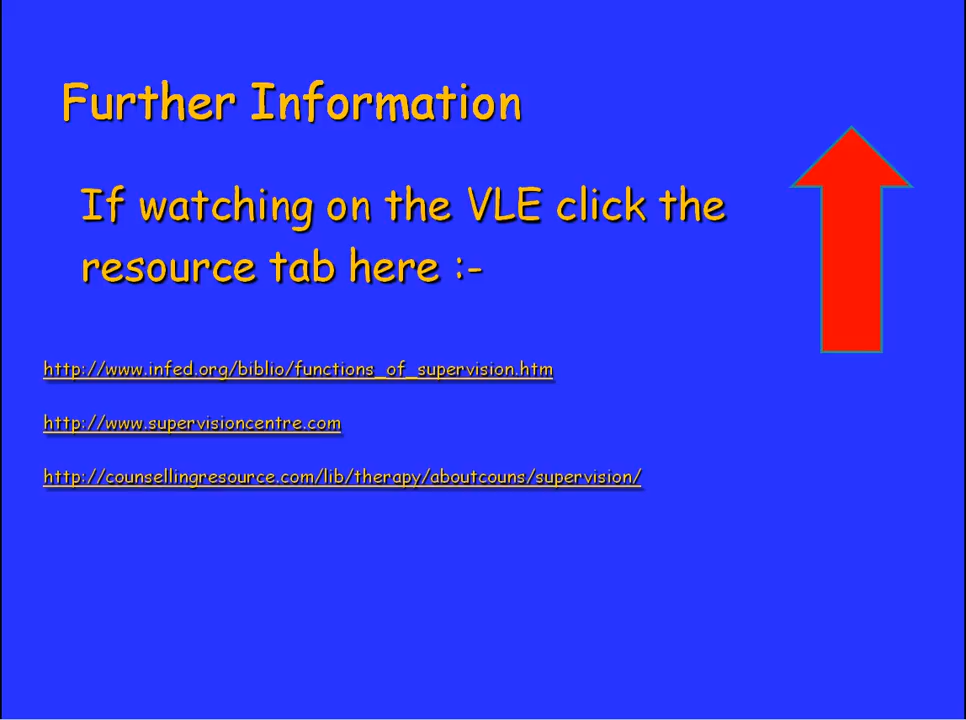 Further Information
If watching on the VLE click the
resource tab here :-
http://www.infed.org/biblio/functions_of_supervision.htm
http://www.supervisioncentre.com
http://counsellingresource.com/lib/therapy/aboutcouns/supervision/